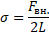 σ = F_вн. / 2L